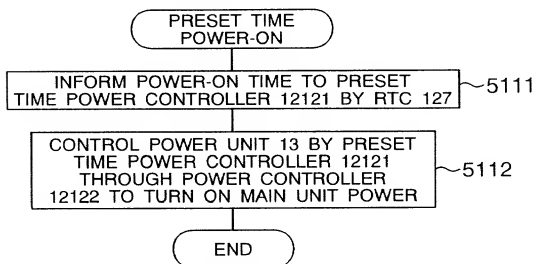 PRESET TIME
POWER-ON
INFORM POWER-ON TIME TO PRESET
TIME POWER CONTROLLER 12121 BY RTC 127
5111
CONTROL POWER UNIT 13 BY PRESET
TIME POWER CONTROLLER 12121
THROUGH POWER CONTROLLER
12122 TO TURN ON MAIN UNIT POWER
5112
END